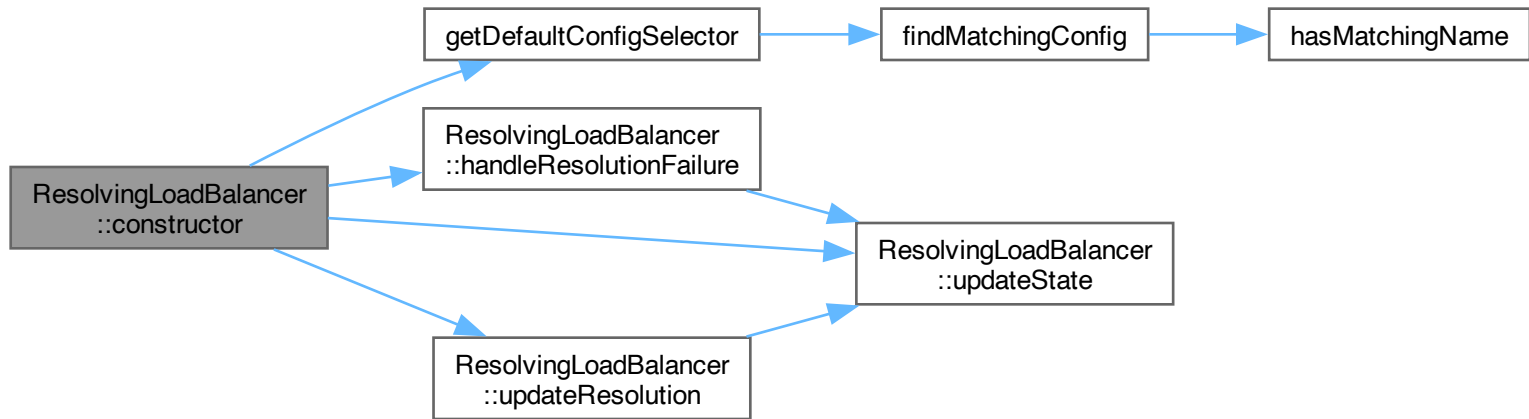 getDefaultConfigSelector
findMatchingConfig
hasMatchingName
ResolvingLoadBalancer
::handleResolutionFailure
ResolvingLoadBalancer
::constructor
ResolvingLoadBalancer
::updateState
ResolvingLoadBalancer
::updateResolution